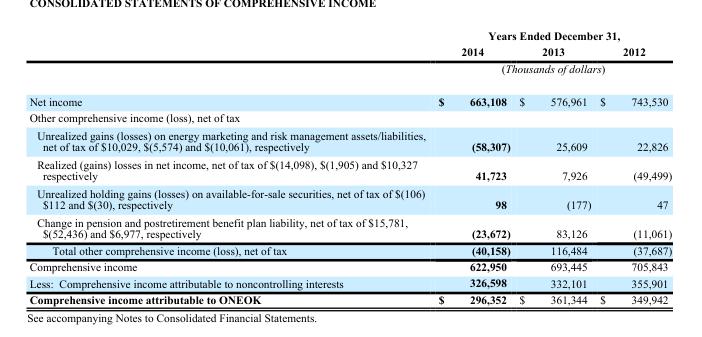 CONSOLIDATED STATEMENTS OF COMPREHENSIVE INCOME
Years Ended December 31,
2014 2013 2012
(Thousands of dollars)
Net income $ 663,108 $ 576,961 $ 743,530
Other comprehensive income (loss), net of tax
Unrealized gains (losses) on energy marketing and risk management assets/liabilities,
net of tax of $10,029, $(5,574) and $(10,061), respectively (58,307) 25,609 22,826
Realized (gains) losses in net income, net of tax of $(14,098), $(1,905) and $10,327
respectively 41,723 7,926 (49,499)
Unrealized holding gains (losses) on available-for-sale securities, net of tax of $(106)
$112 and $(30), respectively 98 (177) 47
Change in pension and postretirement benefit plan liability, net of tax of $15,781,
$(52,436) and $6,977, respectively (23,672) 83,126 (11,061)
Total other comprehensive income (loss), net of tax (40,158) 116,484 (37,687)
Comprehensive income 622,950 693,445 705,843
Less: Comprehensive income attributable to noncontrolling interests 326,598 332,101 355,901
Comprehensive income attributable to ONEOK $ 296,352 $ 361,344 $ 349,942
See accompanying Notes to Consolidated Financial Statements.